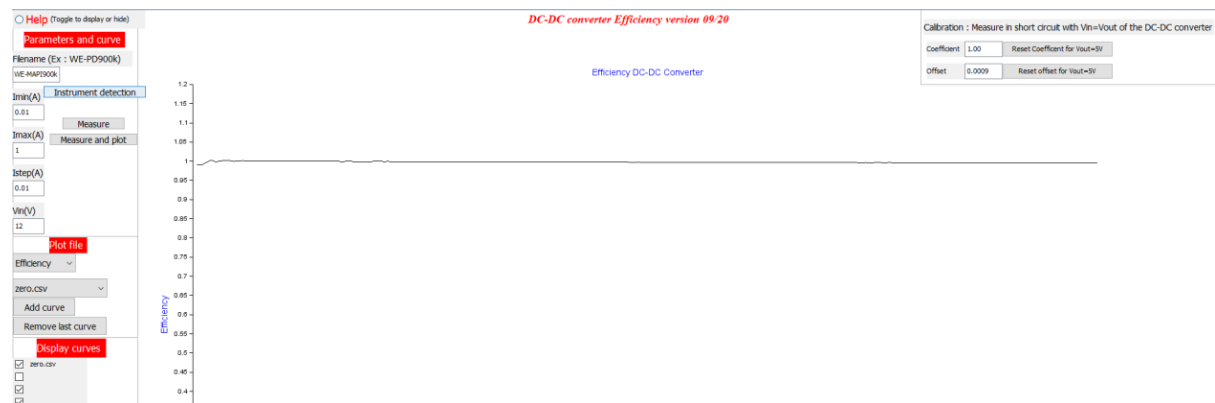 Help (Toggle to display or hide)
DC-DC converter Efficiency version 09/20
Parameters and curve
Filename (Ex : WE-PD900k)
WE-MAPI900k
Imin(A)
Instrument detection
0.01
Measure
Imax(A)
Measure and plot
1
Istep(A)
0.01
Vin(V)
12
Plot file
Efficiency
zero.csv
Add curve
Remove last curve
Display curves
zero.csv
Calibration : Measure in short circuit with Vin=Vout of the DC-DC converter
Coefficient 1.00 Reset Coefficent for Vout=5V
Offset 0.0009 Reset offset for Vout=5V
Efficiency DC-DC Converter
1.2
1.15
1.1
1.05
1
0.95
0.9
0.85
0.8
0.75
0.7
0.65
0.6
0.55
0.5
0.45
0.4
Efficiency